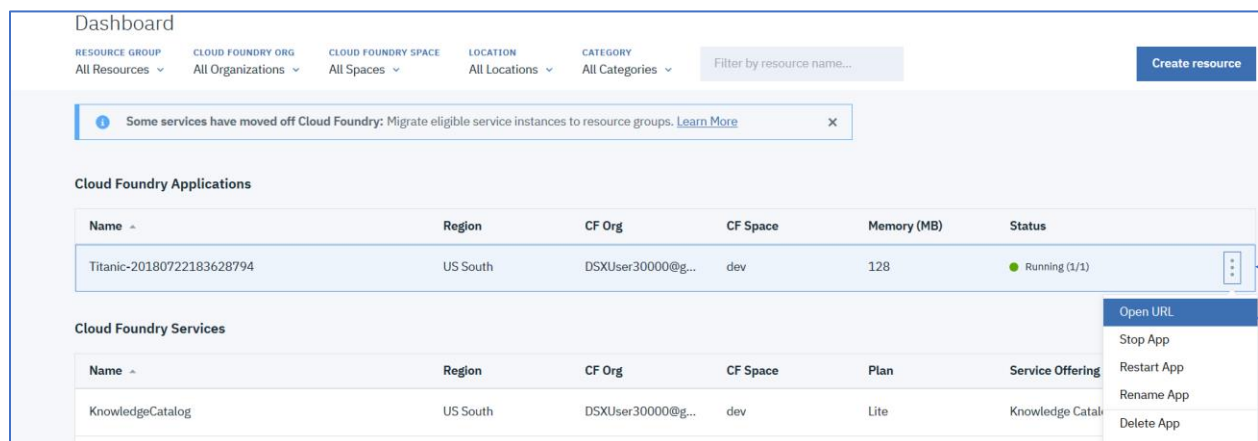 Dashboard
RESOURCE GROUP CLOUD FOUNDRY ORG CLOUD FOUNDRY SPACE LOCATION CATEGORY
All Resources All Organizations All Spaces All Locations All Categories Filter by resource name... Create resource
Some services have moved off Cloud Foundry: Migrate eligible service instances to resource groups. Learn More
Cloud Foundry Applications
Name Region CF Org CF Space Memory (MB) Status
Titanic-20180722183628794 US South DSXUser30000@g... dev 128 Running (1/1)
Open URL
Cloud Foundry Services
Stop App
Name Region CF Org CF Space Plan Service Offering
Restart App
Rename App
KnowledgeCatalog US South DSXUser30000@g... dev Lite Knowledge
Delete App